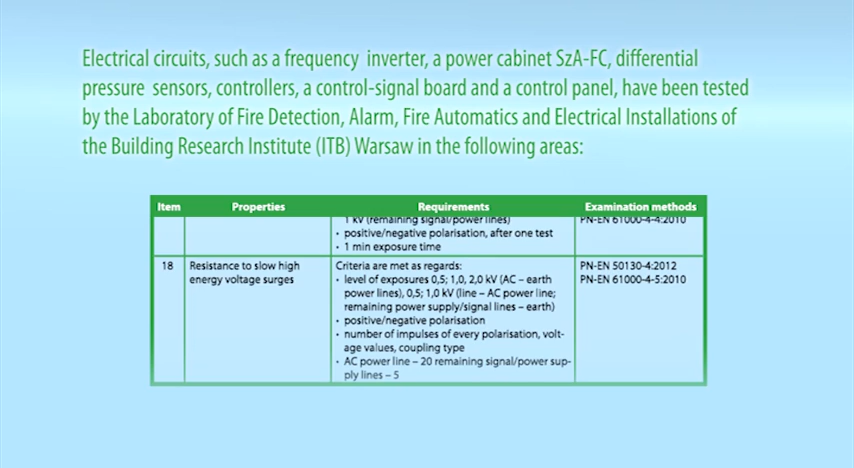 Electrical circuits, such as a frequency inverter, a power cabinet SzA-FC, differential
pressure sensors, controllers, a control-signal board and a control panel, have been tested
by the Laboratory of Fire Detection, Alarm, Fire Automatics and Electrical Installations of
the Building Research Institute (ITB) Warsaw in the following areas:
Item Properties Requirements Examination methods
1 kV (remaining signal/power lines) PN-EN 61000-4-4:2010
• positive/negative polarisation, after one test
• 1 min exposure time
18 Resistance to slow high Criteria are met as regards: PN-EN 50130-4:2012
energy voltage surges • level of exposures 0,5; 1,0, 2,0 kV (AC – earth PN-EN 61000-4-5:2010
power lines), 0,5; 1,0 kV (line – AC power line;
remaining power supply/signal lines – earth)
• positive/negative polarisation
• number of impulses of every polarisation, volt-
age values, coupling type
• AC power line – 20 remaining signal/power sup-
ply lines – 5